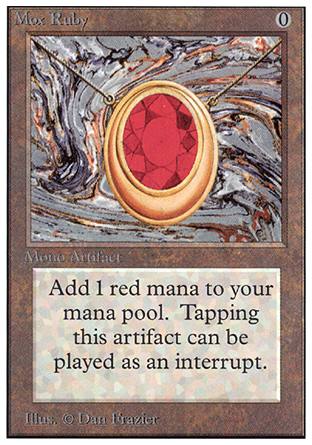 Mox Ruby 0
Mono Artifact
Add 1 red mana to your
mana pool. Tapping
this artifact can be
played as an interrupt.
Illus. © Dan Frazier